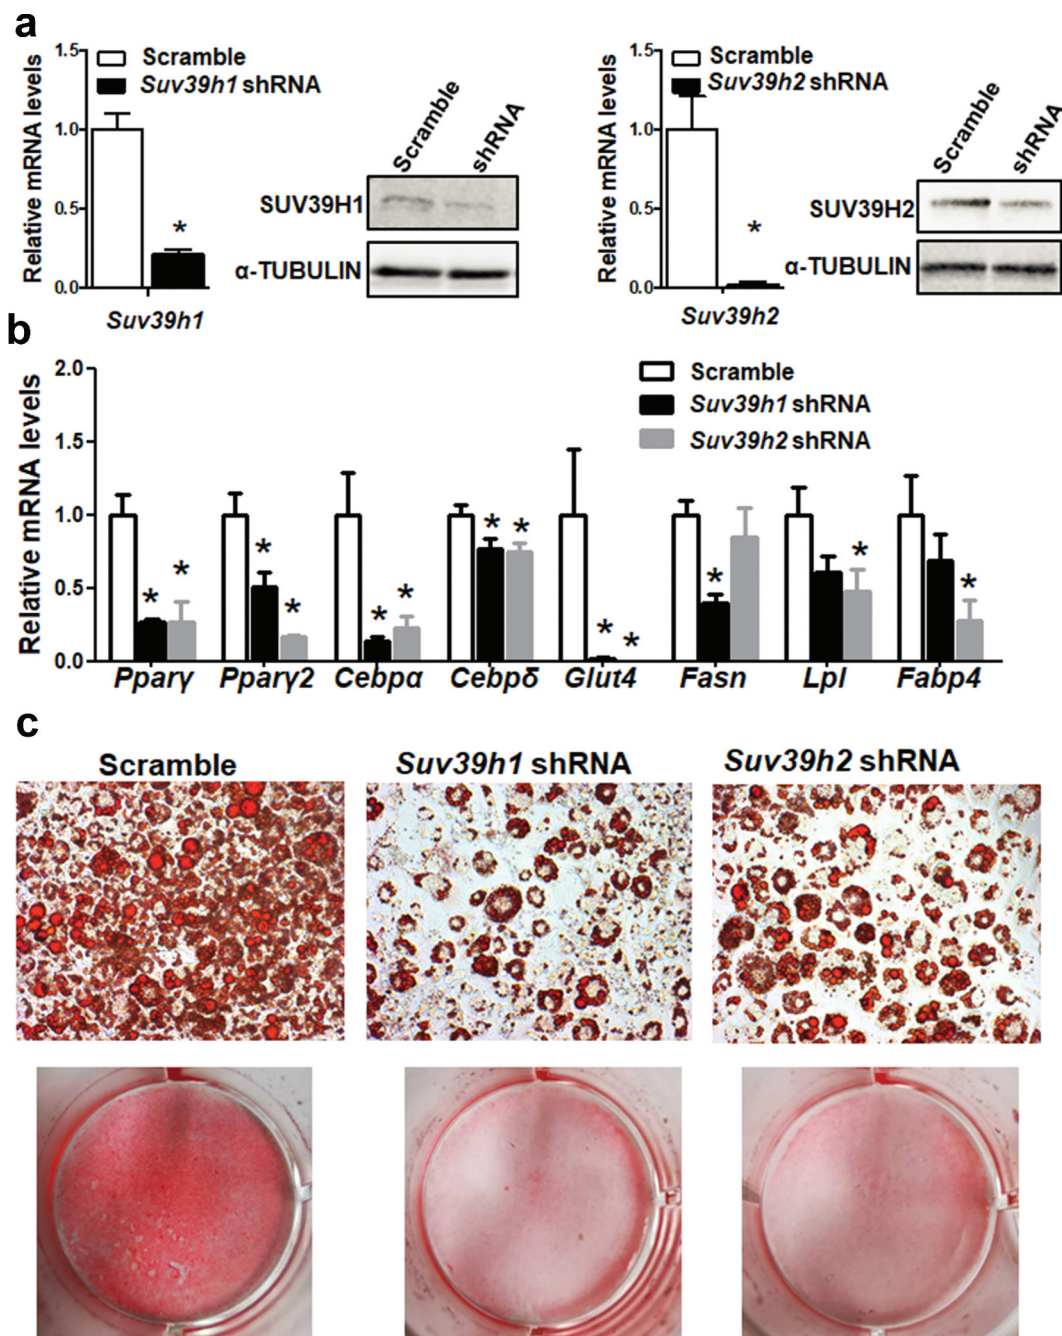 a
1.5
1.0
0.5
0.0
Relative mRNA levels
Scramble
Suv39h1 shRNA
*
Suv39h1
Scramble
shRNA
SUV39H1
α-TUBULIN
1.5
1.0
0.5
0.0
Relative mRNA levels
Scramble
Suv39h2 shRNA
*
Suv39h2
Scramble
shRNA
SUV39H2
α-TUBULIN
b
2.0
1.5
1.0
0.5
0.0
Relative mRNA levels
Scramble
Suv39h1 shRNA
Suv39h2 shRNA
* * * * * * * * * * * * *
Pparγ Pparγ2 Cebpα Cebpδ Glut4 Fasn Lpl Fabp4
c
Scramble Suv39h1 shRNA Suv39h2 shRNA